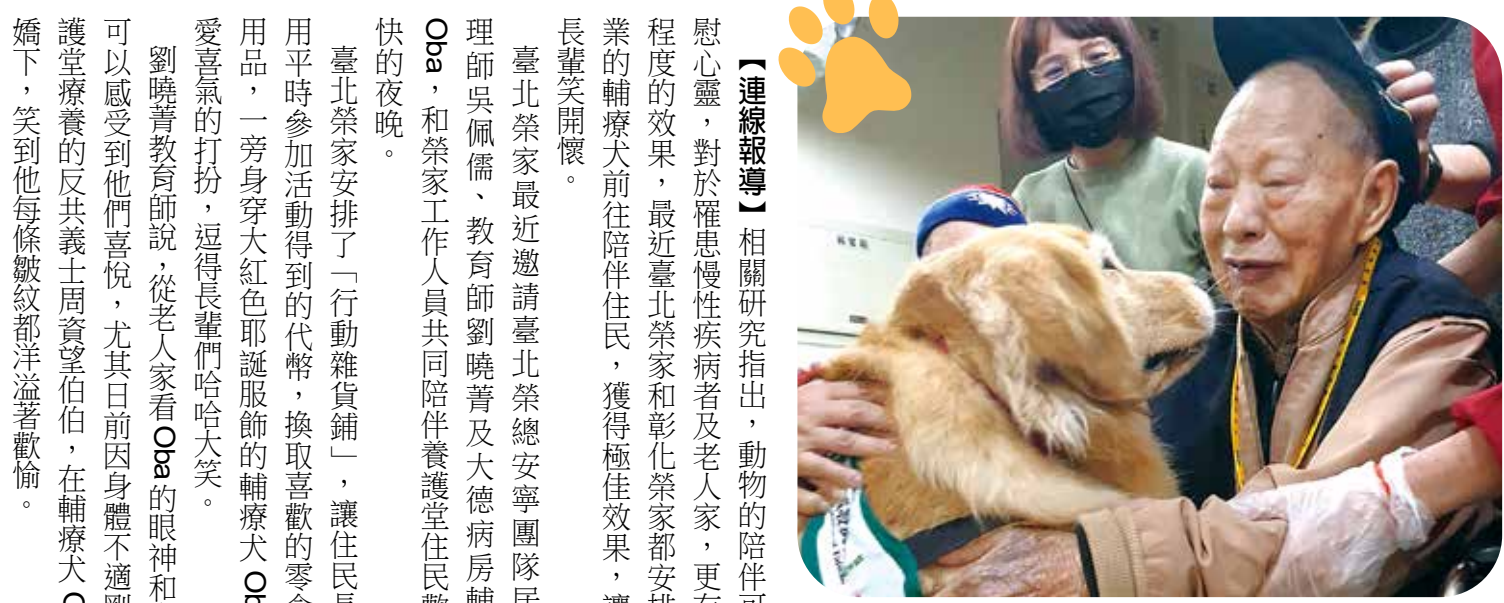 【連線報導】相關研究指出，動物的陪伴可
慰心靈，對於罹患慢性疾病者及老人家，更有
程度的效果，最近臺北榮家和彰化榮家都安排
業的輔療犬前往陪伴住民，獲得極佳效果，讓
長輩笑開懷。
臺北榮家最近邀請臺北榮總安寧團隊居
理師吳佩儒、教育師劉曉菁及大德病房輔
Oba，和榮家工作人員共同陪伴養護堂住民歡
快的夜晚。
臺北榮家安排了「行動雜貨鋪」，讓住民長
用平時參加活動得到的代幣，換取喜歡的零食
用品，一旁身穿大紅色耶誕服飾的輔療犬 Ob
愛喜氣的打扮，逗得長輩們哈哈大笑。
劉曉菁教育師說，從老人家看 Oba 的眼神和
可以感受到他們喜悅，尤其日前因身體不適剛
護堂療養的反共義士周資望伯伯，在輔療犬 O
嬌下，笑到他每條皺紋都洋溢著歡愉。